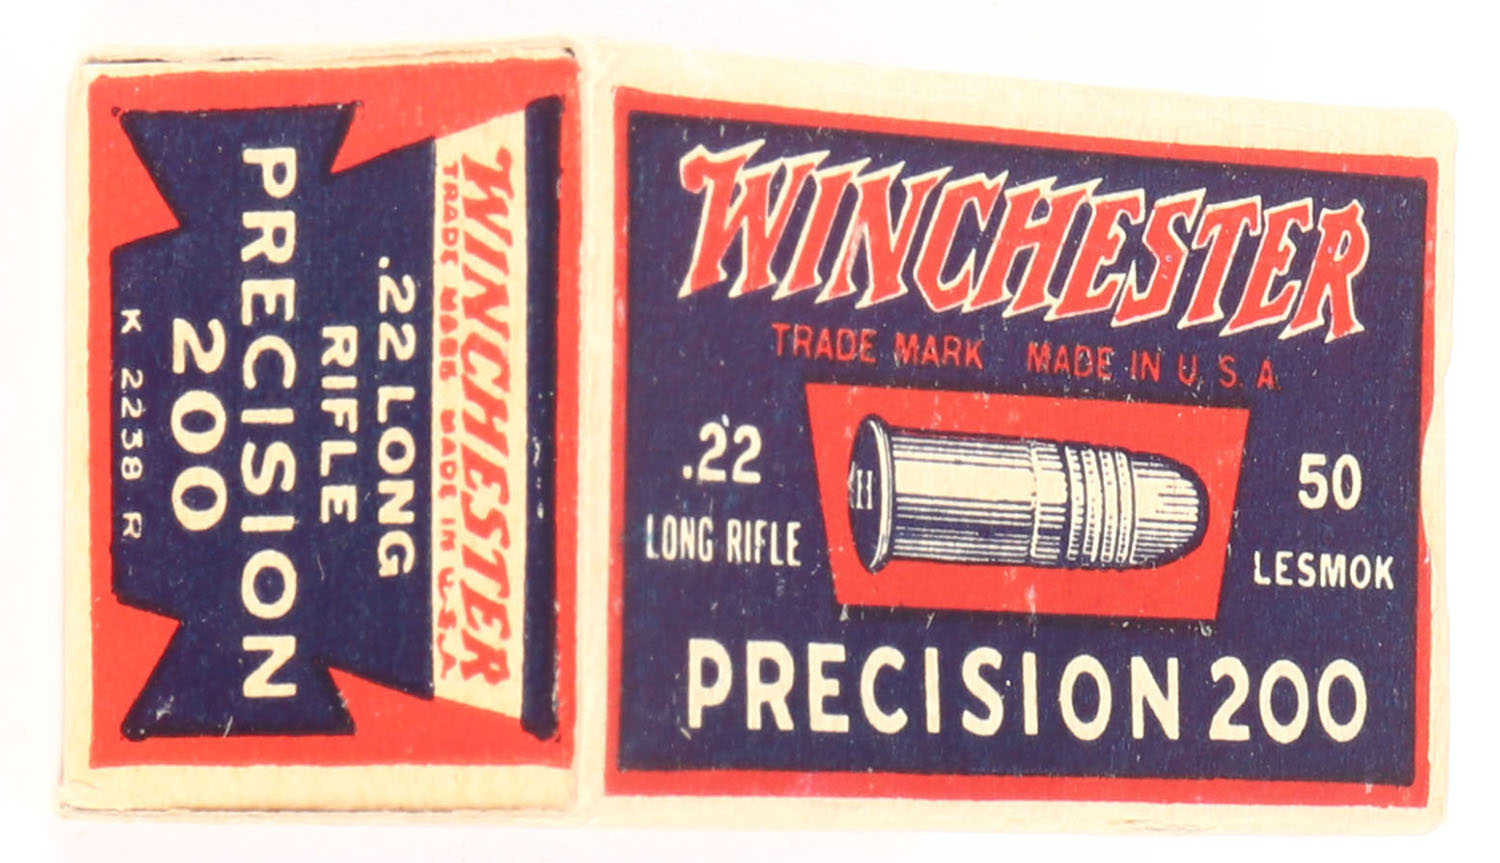 WINCHESTER
TRADE MARK MADE IN U.S.A.
.22 LONG
RIFLE
PRECISION
200
K 2238 R
WINCHESTER
TRADE MARK MADE IN U.S.A.
.22
LONG RIFLE
H
50
LESMOK
PRECISION 200